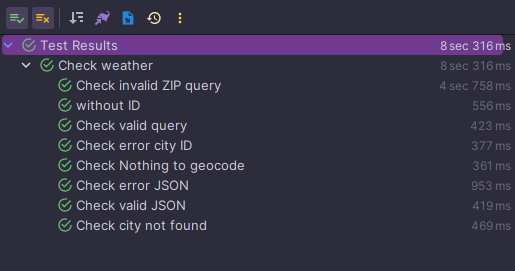 Test Results 8 sec 316 ms
Check weather 8 sec 316 ms
Check invalid ZIP query 4 sec 758 ms
without ID 556 ms
Check valid query 423 ms
Check error city ID 377 ms
Check Nothing to geocode 361 ms
Check error JSON 953 ms
Check valid JSON 419 ms
Check city not found 469 ms